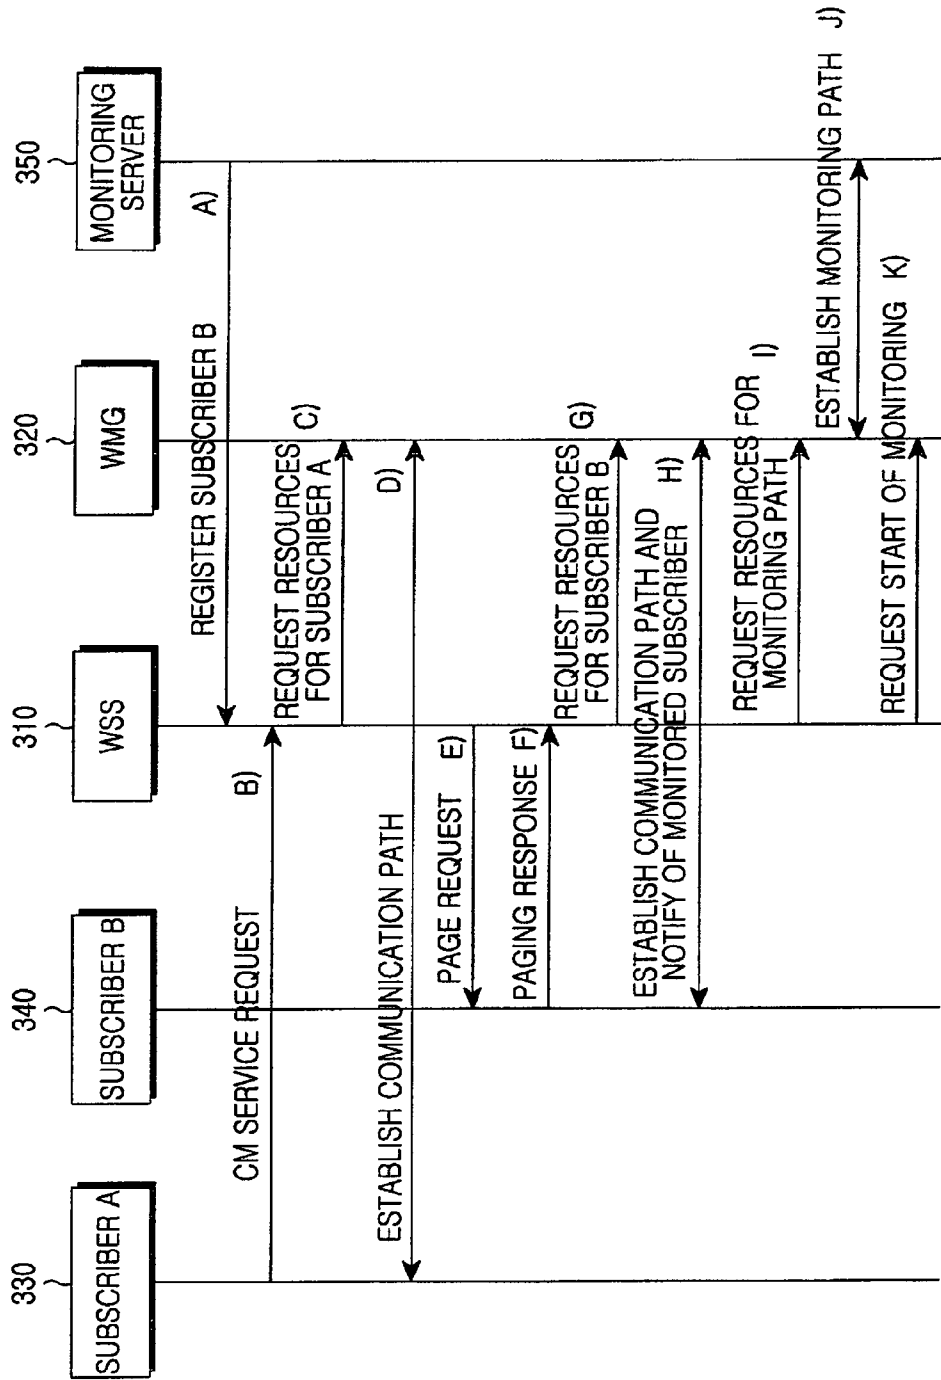 330
340
310
320
350
SUBSCRIBER A
SUBSCRIBER B
WSS
WMG
MONITORING
SERVER
REGISTER SUBSCRIBER B A)
CM SERVICE REQUEST B)
REQUEST RESOURCES
FOR SUBSCRIBER A
C)
ESTABLISH COMMUNICATION PATH D)
PAGE REQUEST E)
PAGING RESPONSE F)
REQUEST RESOURCES
FOR SUBSCRIBER B
G)
ESTABLISH COMMUNICATION PATH AND
NOTIFY OF MONITORED SUBSCRIBER H)
REQUEST RESOURCES FOR
MONITORING PATH
I)
ESTABLISH MONITORING PATH J)
REQUEST START OF MONITORING K)